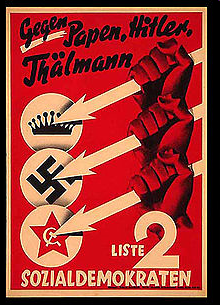 Gegen
Papen, Hitler,
Thälmann
LISTE 2
SOZIALDEMOKRATEN